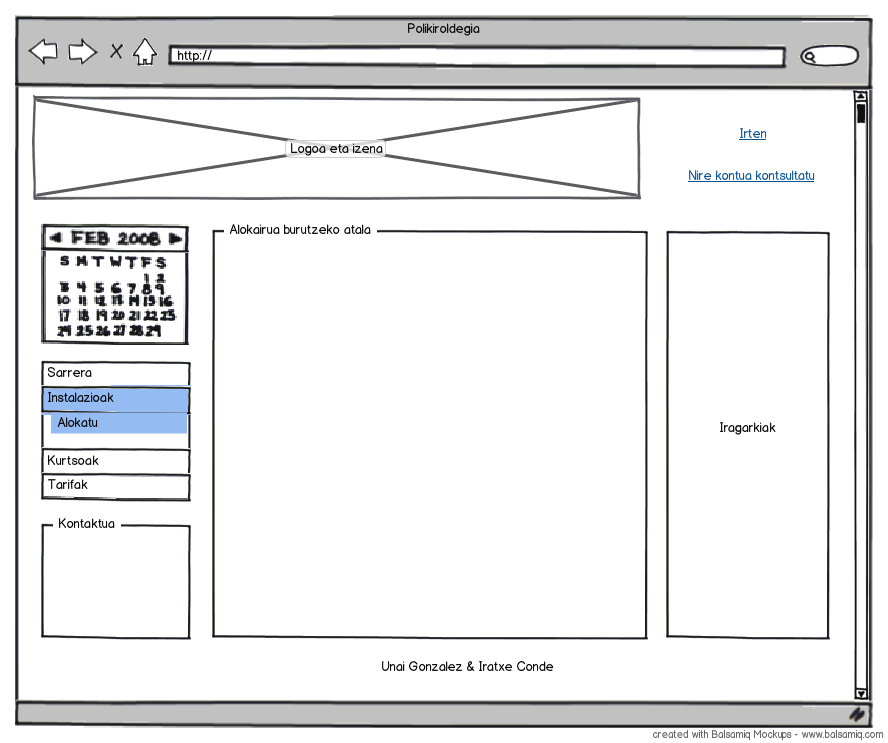 Polikiroldegia
http://
Logoa eta izena
Irten
Nire kontua kontsultatu
FEB 2008
S M T W T F S
1 2
3 4 5 6 7 8 9
10 11 12 13 14 15 16
17 18 19 20 21 22 23
24 25 26 27 28 29
Sarrera
Instalazioak
Alokatu
Kurtsoak
Tarifak
Kontaktua
Alokairua burutzeko atala
Iragarkiak
Unai Gonzalez & Iratxe Conde
created with Balsamiq Mockups - www.balsamiq.com